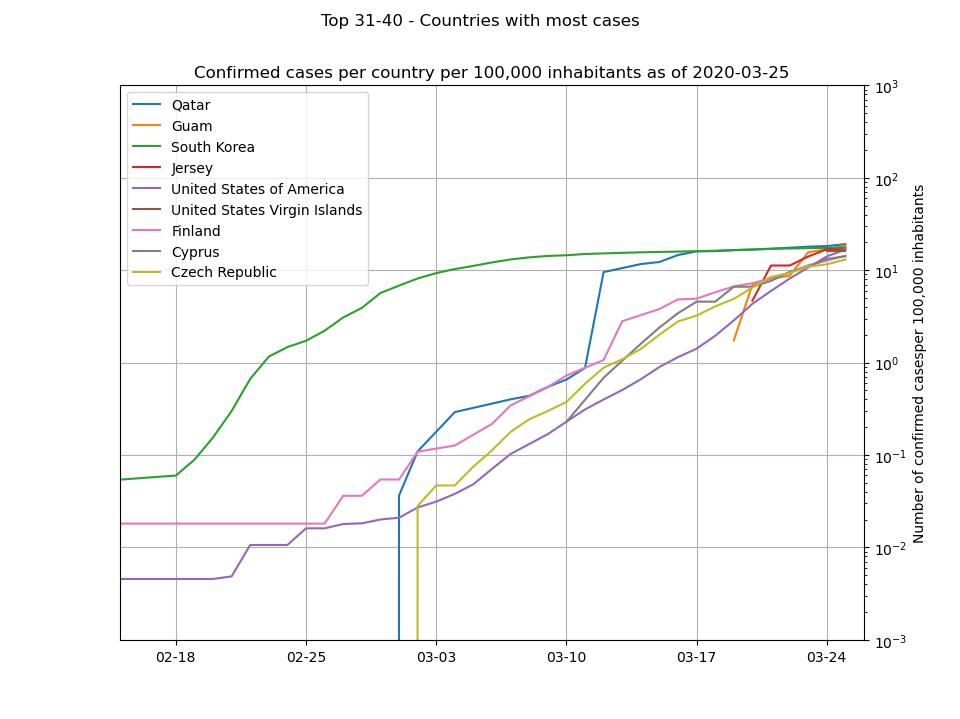 Top 31-40 - Countries with most cases
Confirmed cases per country per 100,000 inhabitants as of 2020-03-25
Qatar
Guam
South Korea
Jersey
United States of America
United States Virgin Islands
Finland
Cyprus
Czech Republic
10³
10²
10¹
10⁰
10⁻¹
10⁻²
10⁻³
Number of confirmed casesper 100,000 inhabitants
02-18 02-25 03-03 03-10 03-17 03-24